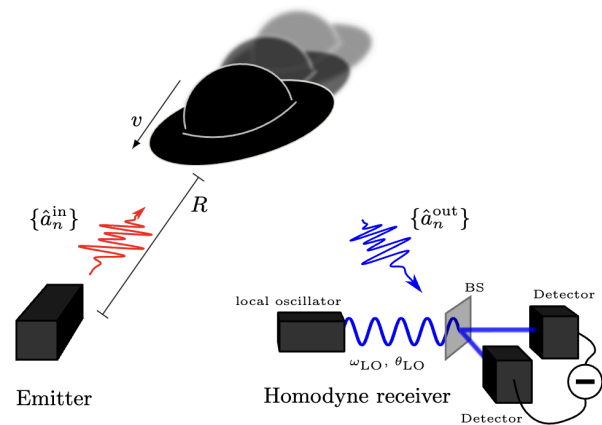 v
R
{â_n^in}
{â_n^out}
BS
local oscillator
Detector
ω_LO, θ_LO
Emitter
Homodyne receiver
Detector